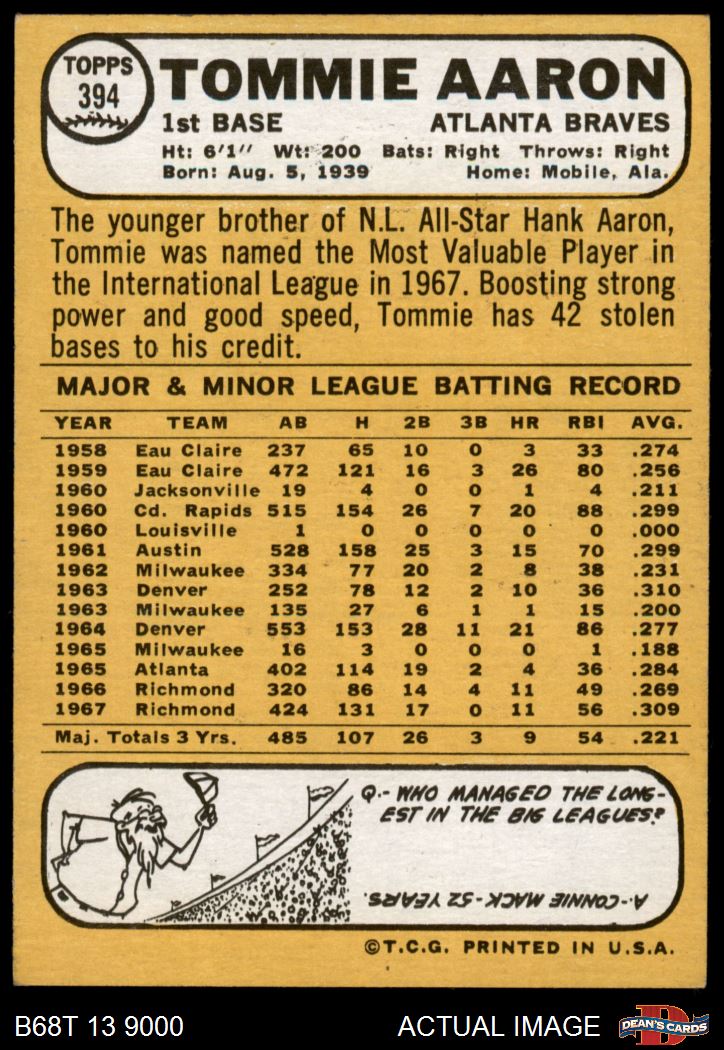 TOPPS
394
TOMMIE AARON
1st BASE ATLANTA BRAVES
Ht: 6'1" Wt: 200 Bats: Right Throws: Right
Born: Aug. 5, 1939 Home: Mobile, Ala.
The younger brother of N.L. All-Star Hank Aaron,
Tommie was named the Most Valuable Player in
the International League in 1967. Boosting strong
power and good speed, Tommie has 42 stolen
bases to his credit.
MAJOR & MINOR LEAGUE BATTING RECORD
YEAR TEAM AB H 2B 3B HR RBI AVG.
1958 Eau Claire 237 65 10 0 3 33 .274
1959 Eau Claire 472 121 16 3 26 80 .256
1960 Jacksonville 19 4 0 0 1 4 .211
1960 Cd. Rapids 515 154 26 7 20 88 .299
1960 Louisville 1 0 0 0 0 0 .000
1961 Austin 528 158 25 3 15 70 .299
1962 Milwaukee 334 77 20 2 8 38 .231
1963 Denver 252 78 12 2 10 36 .310
1963 Milwaukee 135 27 6 1 1 15 .200
1964 Denver 553 153 28 11 21 86 .277
1965 Milwaukee 16 3 0 0 0 1 .188
1965 Atlanta 402 114 19 2 4 36 .284
1966 Richmond 320 86 14 4 11 49 .269
1967 Richmond 424 131 17 0 11 56 .309
Maj. Totals 3 Yrs. 485 107 26 3 9 54 .221
Q.- WHO MANAGED THE LONG-
EST IN THE BIG LEAGUES?
A.- CONNIE MACK - 52 YEARS.
©T.C.G. PRINTED IN U.S.A.
B68T 13 9000 ACTUAL IMAGE
D
DEAN'S CARDS